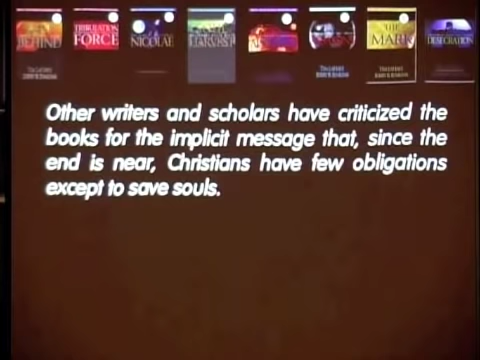 BEHIND
TRIBULATION
FORCE
NICOLAE
HARVEST
THE
MARK
DESECRATION
Other writers and scholars have criticized the
books for the implicit message that, since the
end is near, Christians have few obligations
except to save souls.